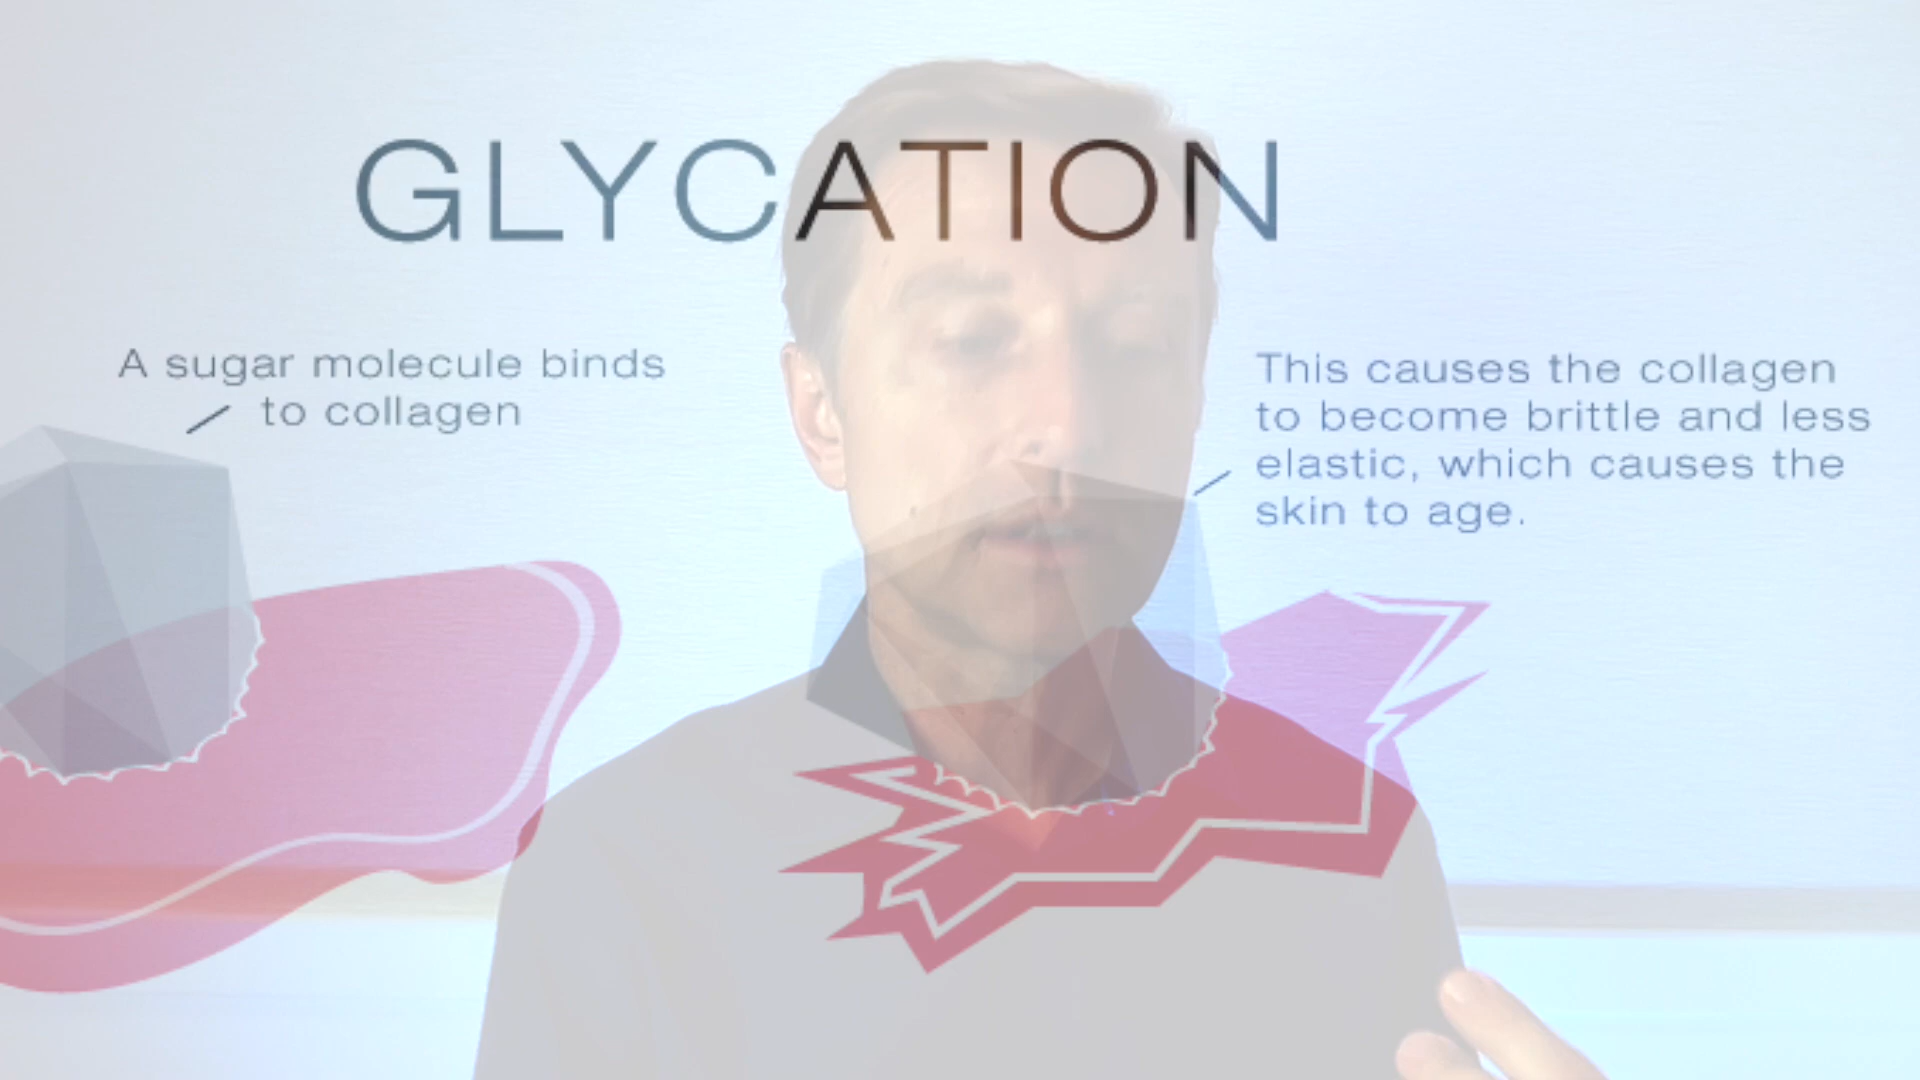 GLYCATION
A sugar molecule binds
to collagen
This causes the collagen
to become brittle and less
elastic, which causes the
skin to age.